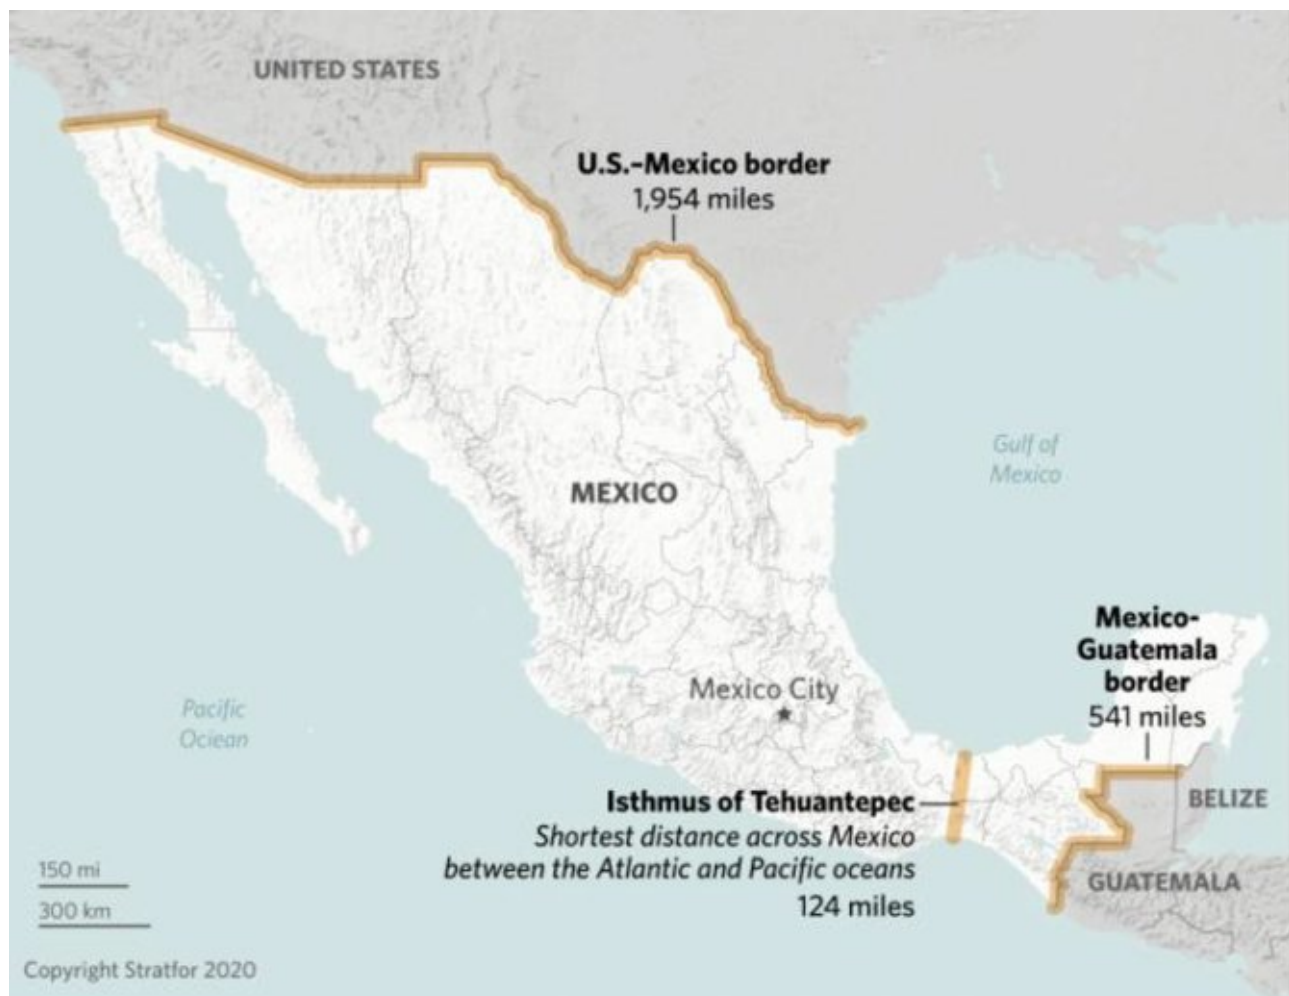 UNITED STATES
U.S.–Mexico border
1,954 miles
Gulf of
Mexico
MEXICO
Mexico-
Guatemala
border
541 miles
Mexico City
Pacific
Ociean
Isthmus of Tehuantepec
Shortest distance across Mexico
between the Atlantic and Pacific oceans
124 miles
BELIZE
GUATEMALA
150 mi
300 km
Copyright Stratfor 2020